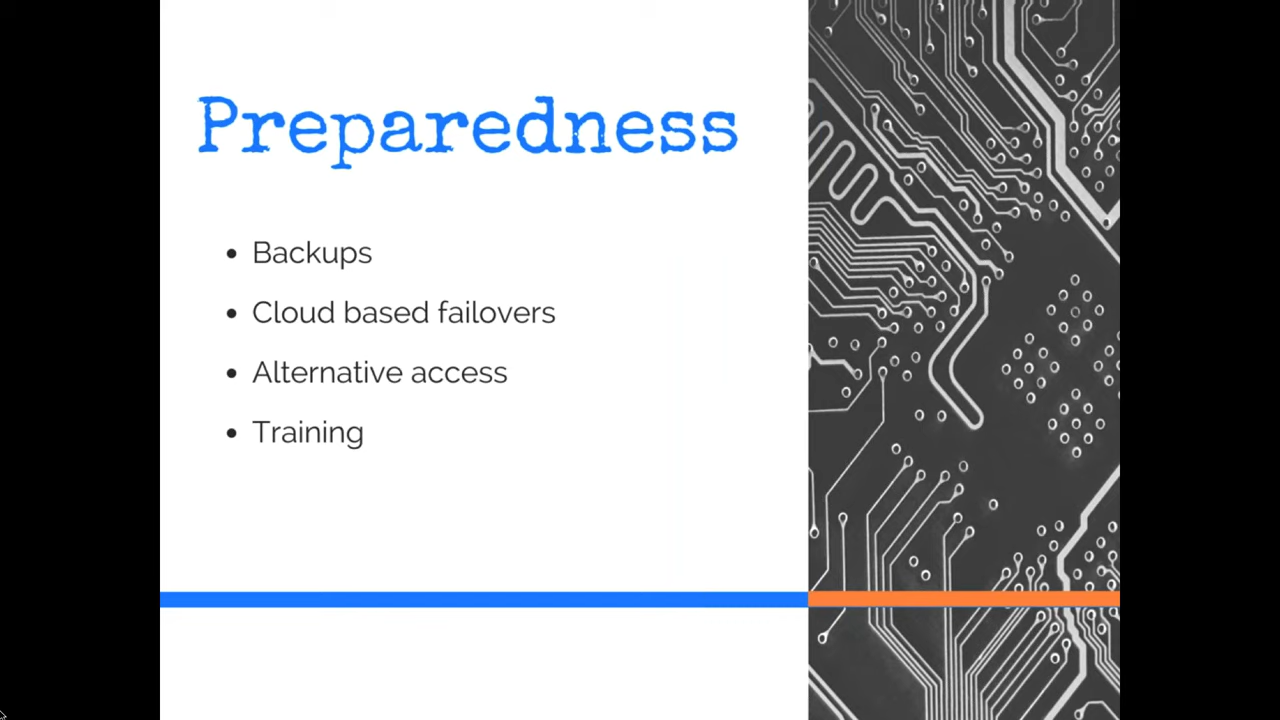 Preparedness
• Backups
• Cloud based failovers
• Alternative access
• Training